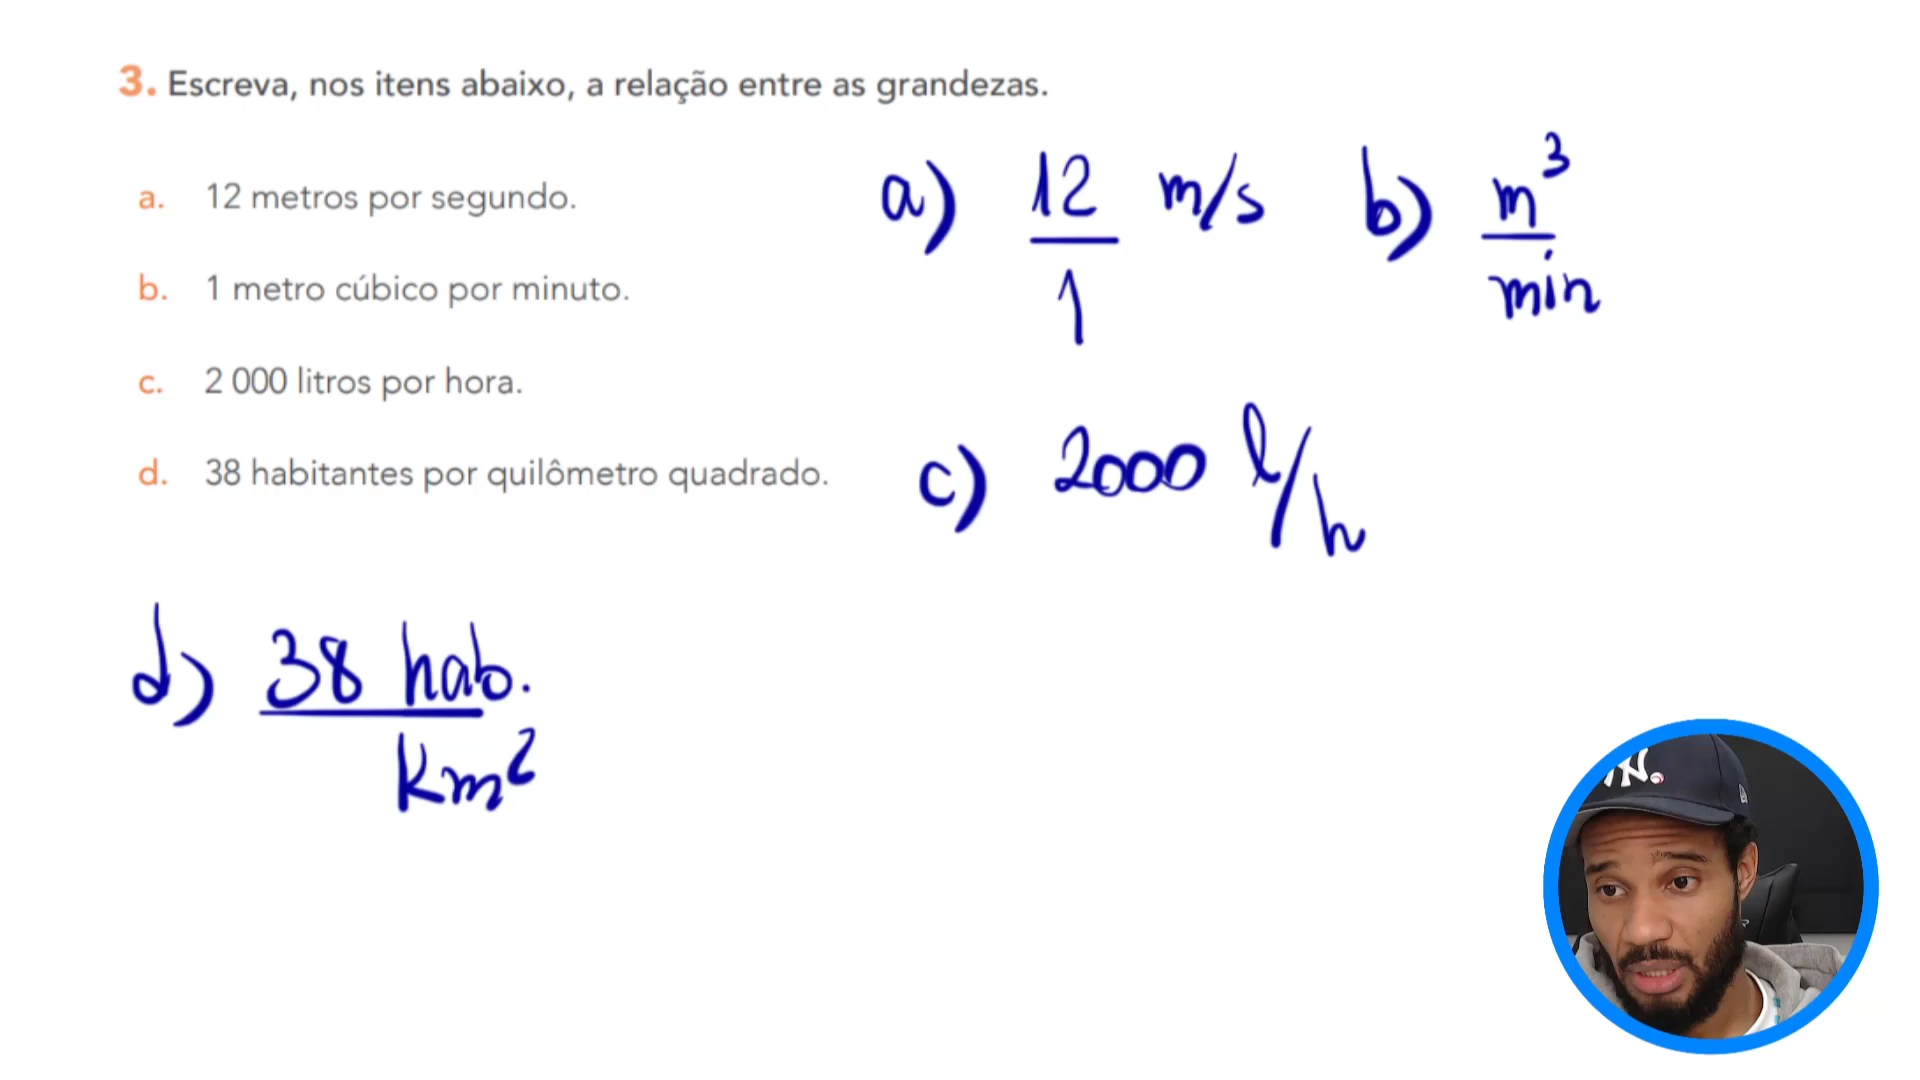 3. Escreva, nos itens abaixo, a relação entre as grandezas.
a. 12 metros por segundo.
b. 1 metro cúbico por minuto.
c. 2 000 litros por hora.
d. 38 habitantes por quilômetro quadrado.
a) 12/1 m/s
b) m³/min
c) 2000 l/h
d) 38 hab./km²
NY